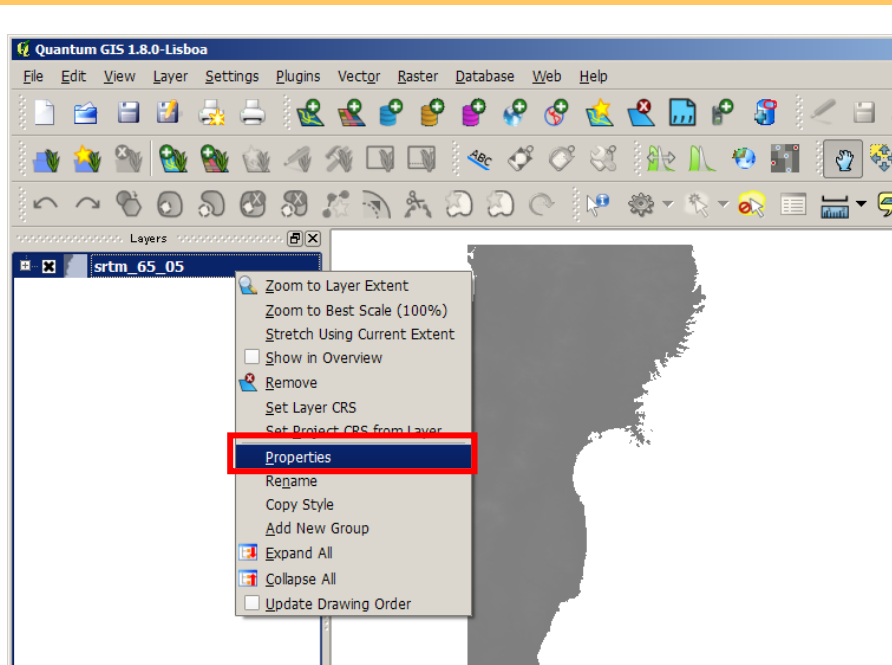 Quantum GIS 1.8.0-Lisboa
File Edit View Layer Settings Plugins Vector Raster Database Web Help
ABC
Layers
srtm_65_05
Zoom to Layer Extent
Zoom to Best Scale (100%)
Stretch Using Current Extent
Show in Overview
Remove
Set Layer CRS
Set Project CRS from Layer
Properties
Rename
Copy Style
Add New Group
Expand All
Collapse All
Update Drawing Order